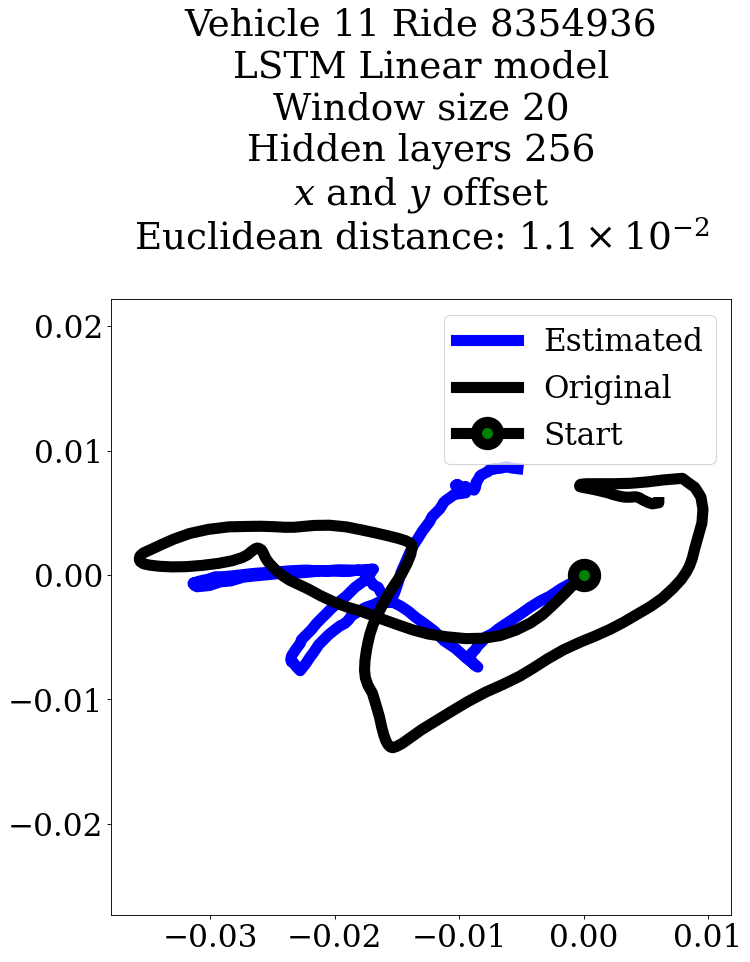 Vehicle 11 Ride 8354936
LSTM Linear model
Window size 20
Hidden layers 256
x and y offset
Euclidean distance: 1.1 × 10⁻²
Estimated
Original
Start
0.02
0.01
0.00
−0.01
−0.02
−0.03 −0.02 −0.01 0.00 0.01